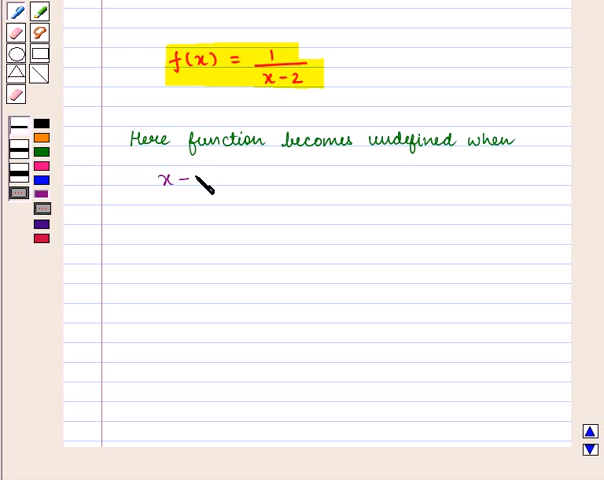 f(x) = 1/(x-2)
Here function becomes undefined when
x -